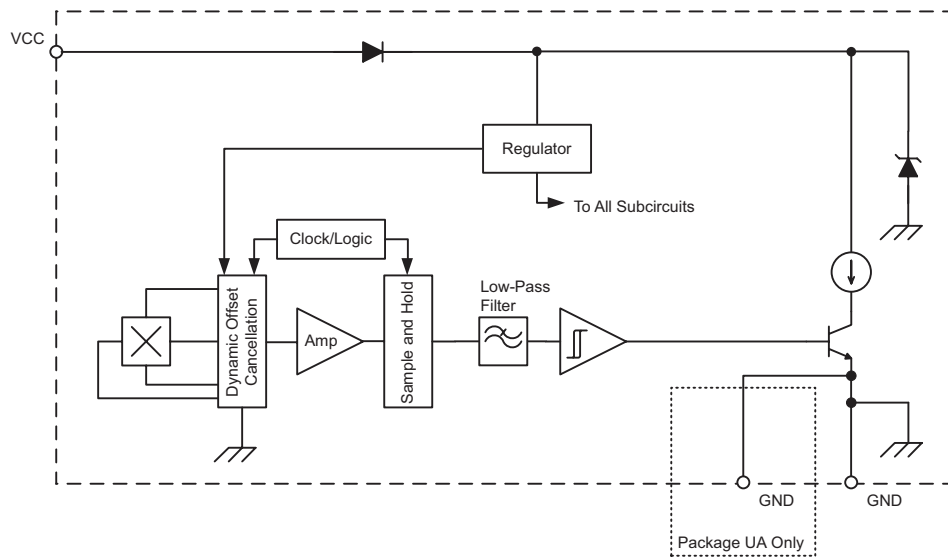 VCC
Regulator
To All Subcircuits
Clock/Logic
Dynamic Offset
Cancellation
Amp
Sample and Hold
Low-Pass
Filter
GND
GND
Package UA Only